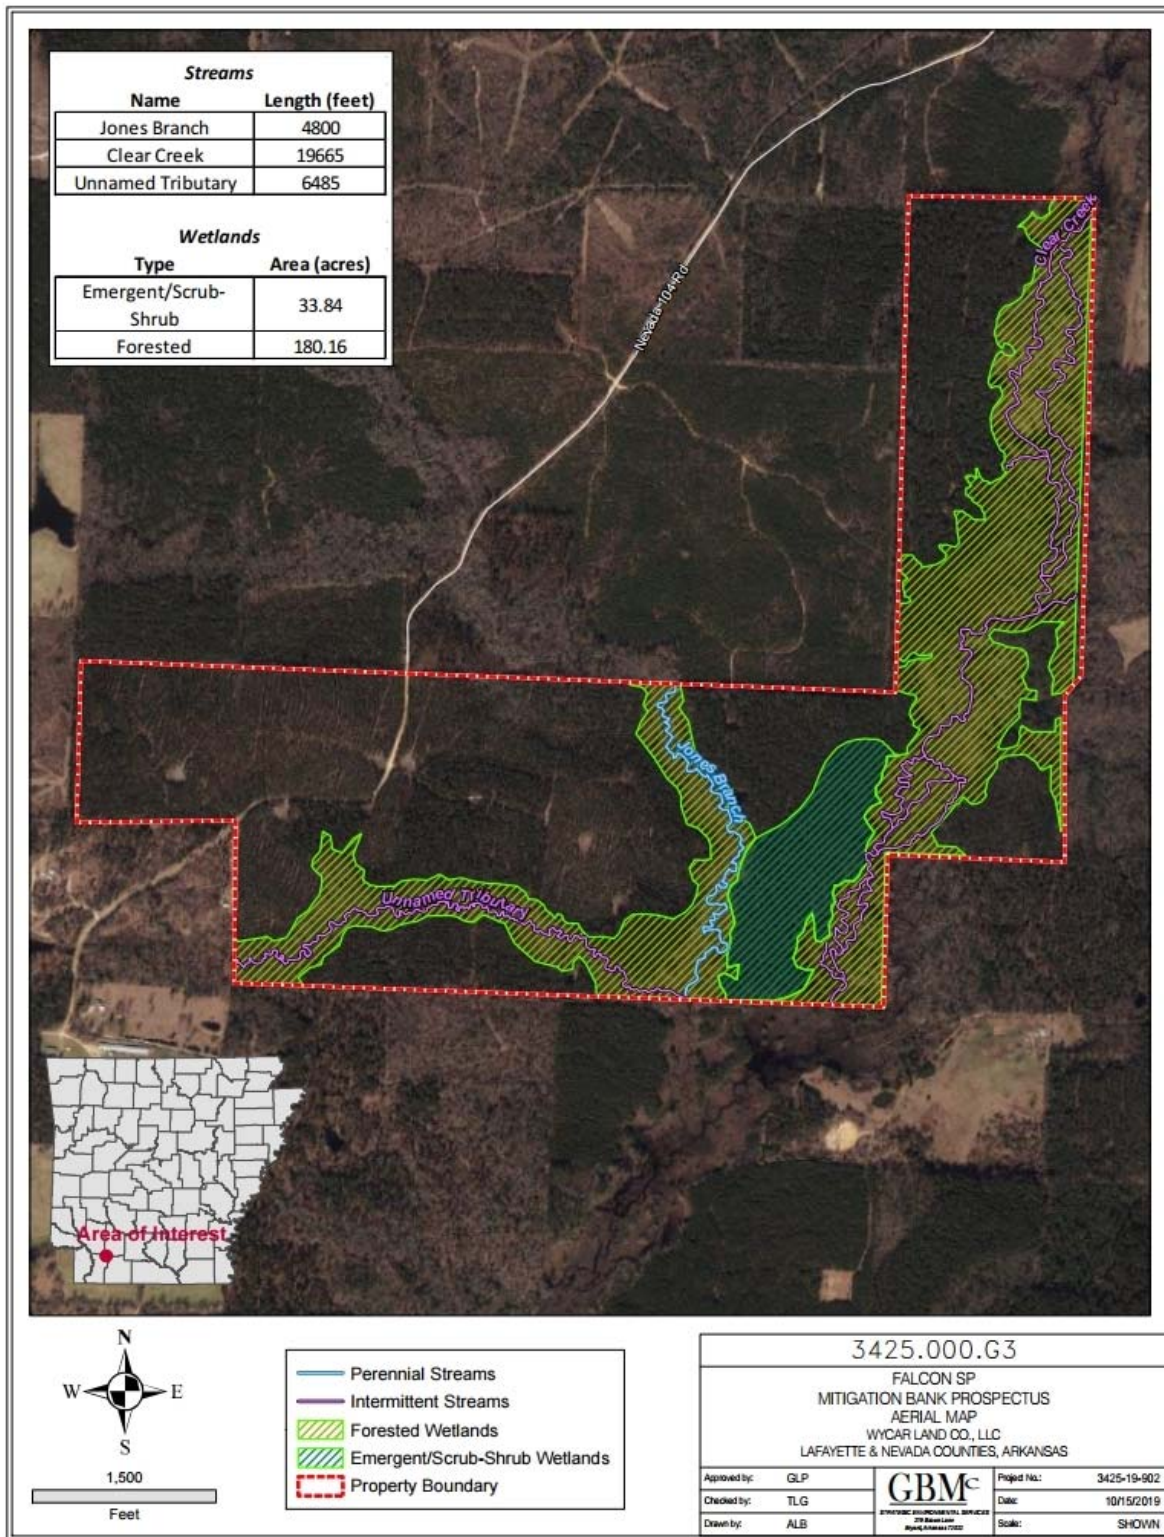 Streams
Name Length (feet)
Jones Branch 4800
Clear Creek 19665
Unnamed Tributary 6485
Wetlands
Type Area (acres)
Emergent/Scrub-
Shrub 33.84
Forested 180.16
Clear Creek
Nevada 104 Rd
Jones Branch
Unnamed Tributary
Area of Interest
N
W E
S
1,500
Feet
Perennial Streams
Intermittent Streams
Forested Wetlands
Emergent/Scrub-Shrub Wetlands
Property Boundary
3425.000.G3
FALCON SP
MITIGATION BANK PROSPECTUS
AERIAL MAP
WYCAR LAND CO., LLC
LAFAYETTE & NEVADA COUNTIES, ARKANSAS
Approved by: GLP
Checked by: TLG
Drawn by: ALB
GBMc
STRATEGIC ENVIRONMENTAL SERVICES
Project No.: 3425-19-902
Date: 10/15/2019
Scale: SHOWN